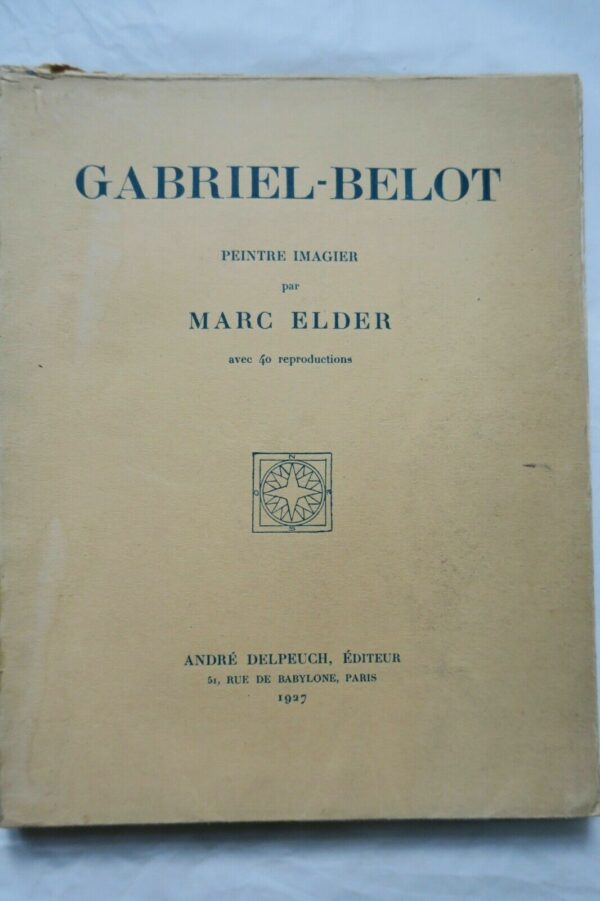 GABRIEL-BELOT
PEINTRE IMAGIER
par
MARC ELDER
avec 40 reproductions
N
O E
S
ANDRÉ DELPEUCH, ÉDITEUR
51, RUE DE BABYLONE, PARIS
1927